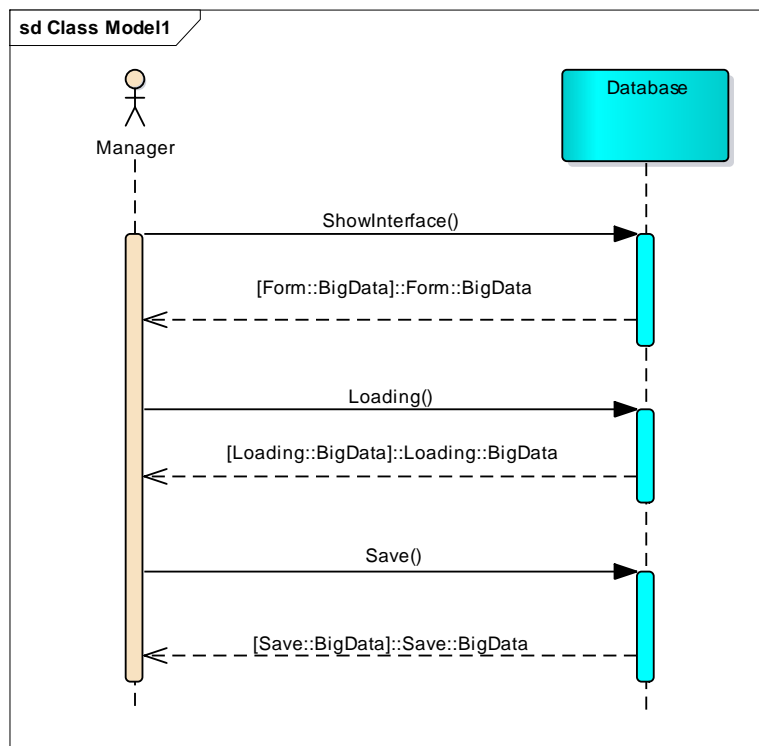 sd Class Model1
Database
Manager
ShowInterface()
[Form::BigData]::Form::BigData
Loading()
[Loading::BigData]::Loading::BigData
Save()
[Save::BigData]::Save::BigData